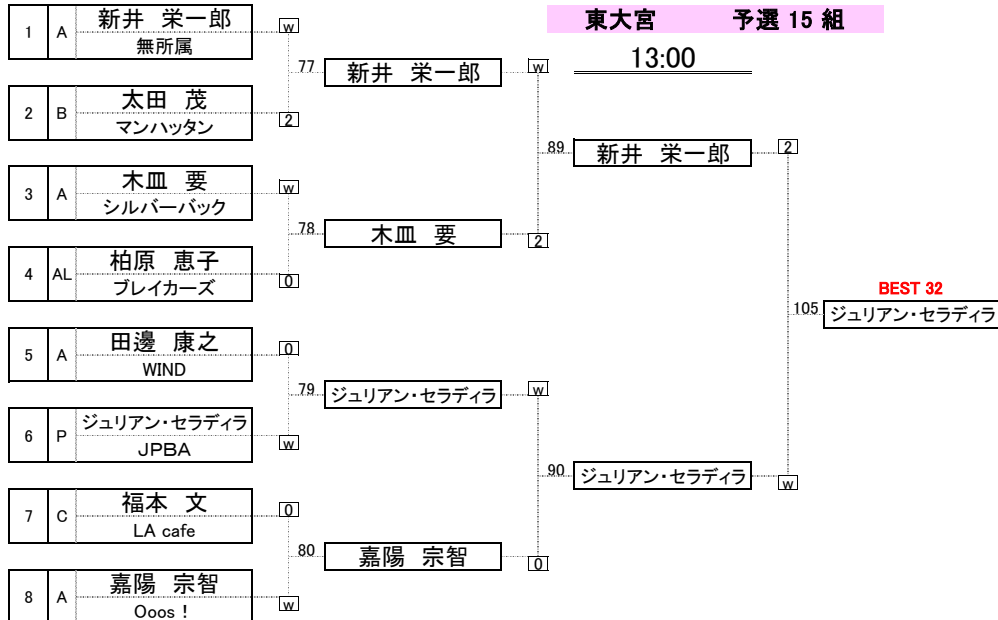 東大宮 予選 15 組
13:00
1 A 新井 栄一郎
無所属
w
77
2 B 太田 茂
マンハッタン
2
3 A 木皿 要
シルバーバック
w
78
4 AL 柏原 恵子
ブレイカーズ
0
5 A 田邊 康之
WIND
0
79
6 P ジュリアン・セラディラ
JPBA
w
7 C 福本 文
LA cafe
0
80
8 A 嘉陽 宗智
Ooos !
w
新井 栄一郎
w
89
木皿 要
2
ジュリアン・セラディラ
w
90
嘉陽 宗智
0
新井 栄一郎
2
105
ジュリアン・セラディラ
w
BEST 32
ジュリアン・セラディラ